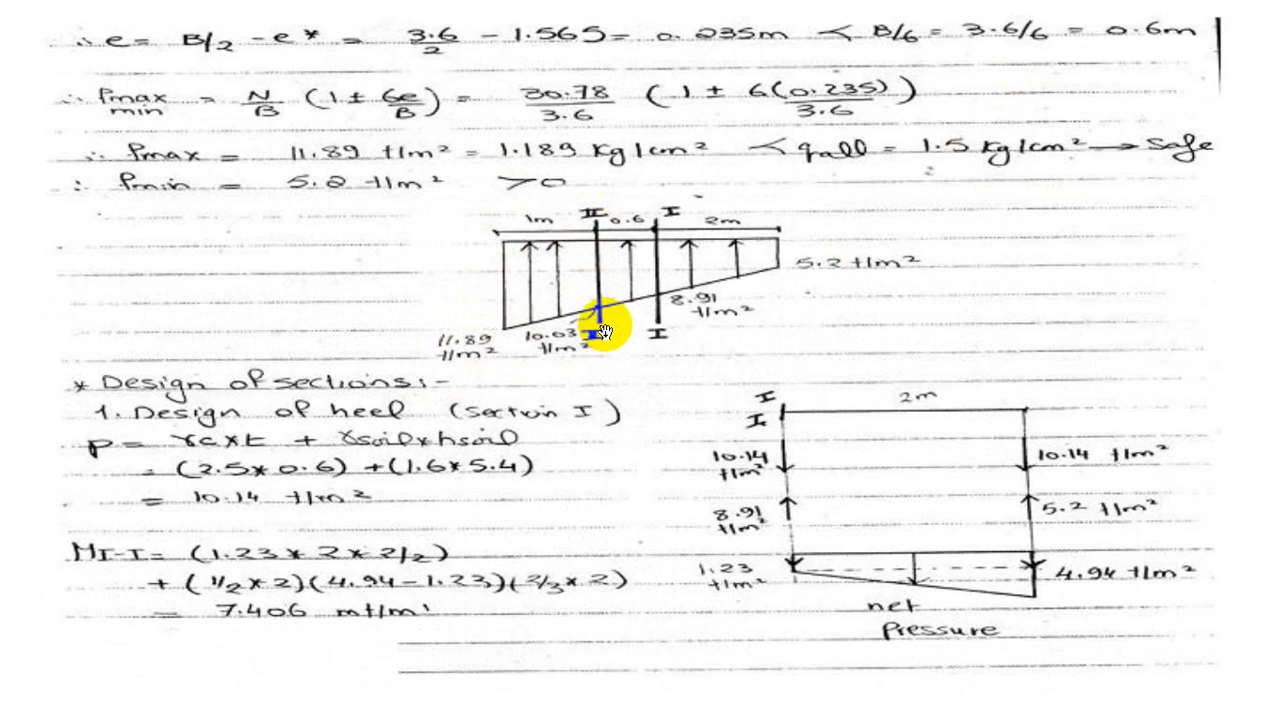 ∴ e = B/2 - e* = 3.6/2 - 1.565 = 0.235m < B/6 = 3.6/6 = 0.6m
∴ Pmax min = N/B (1 ± 6e/B) = 30.78/3.6 (1 ± 6(0.235)/3.6)
∴ Pmax = 11.89 t/m² = 1.189 kg/cm² < qall = 1.5 kg/cm² → Safe
∴ Pmin = 5.2 t/m² > 0
1m II 0.6 I 2m
5.2 t/m²
8.91 t/m²
11.89 t/m² 10.03 t/m² II I
* Design of sections:-
1. Design of heel (Section I)
P = γc×t + γsoil×hsoil
= (2.5*0.6) + (1.6*5.4)
= 10.14 t/m²
MI-I = (1.23 * 2 * 2/2)
+ (1/2 * 2)(4.94 - 1.23)(2/3 * 2)
= 7.406 mt/m'
I I 2m
10.14 t/m² 10.14 t/m²
8.91 t/m² 5.2 t/m²
1.23 t/m² 4.94 t/m²
net
Pressure